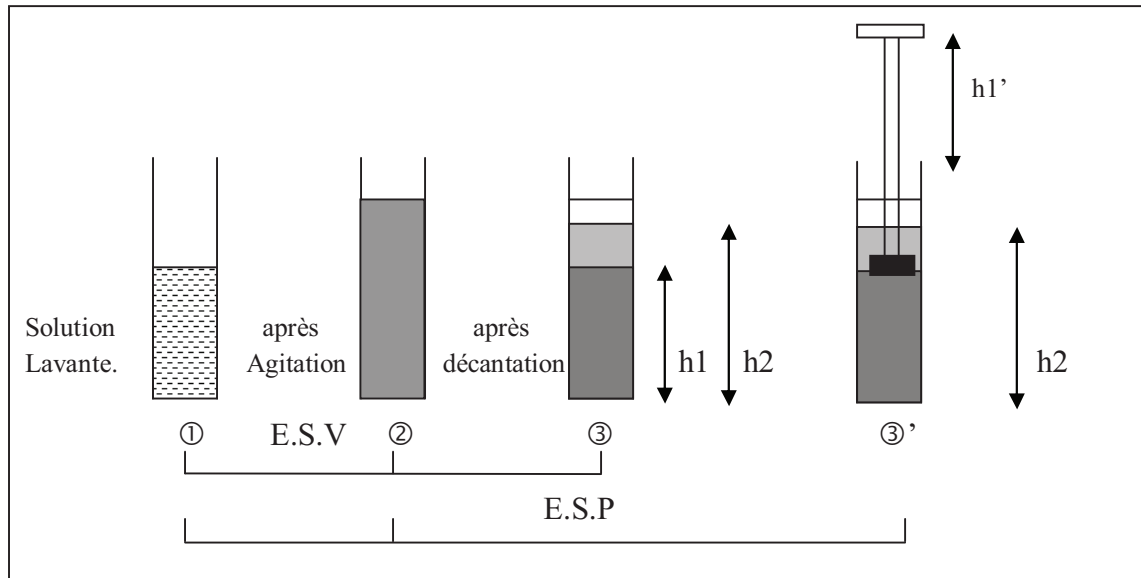 h1’
Solution
Lavante.
après
Agitation
après
décantation
h1
h2
h2
① E.S.V ② ③ ③’
E.S.P